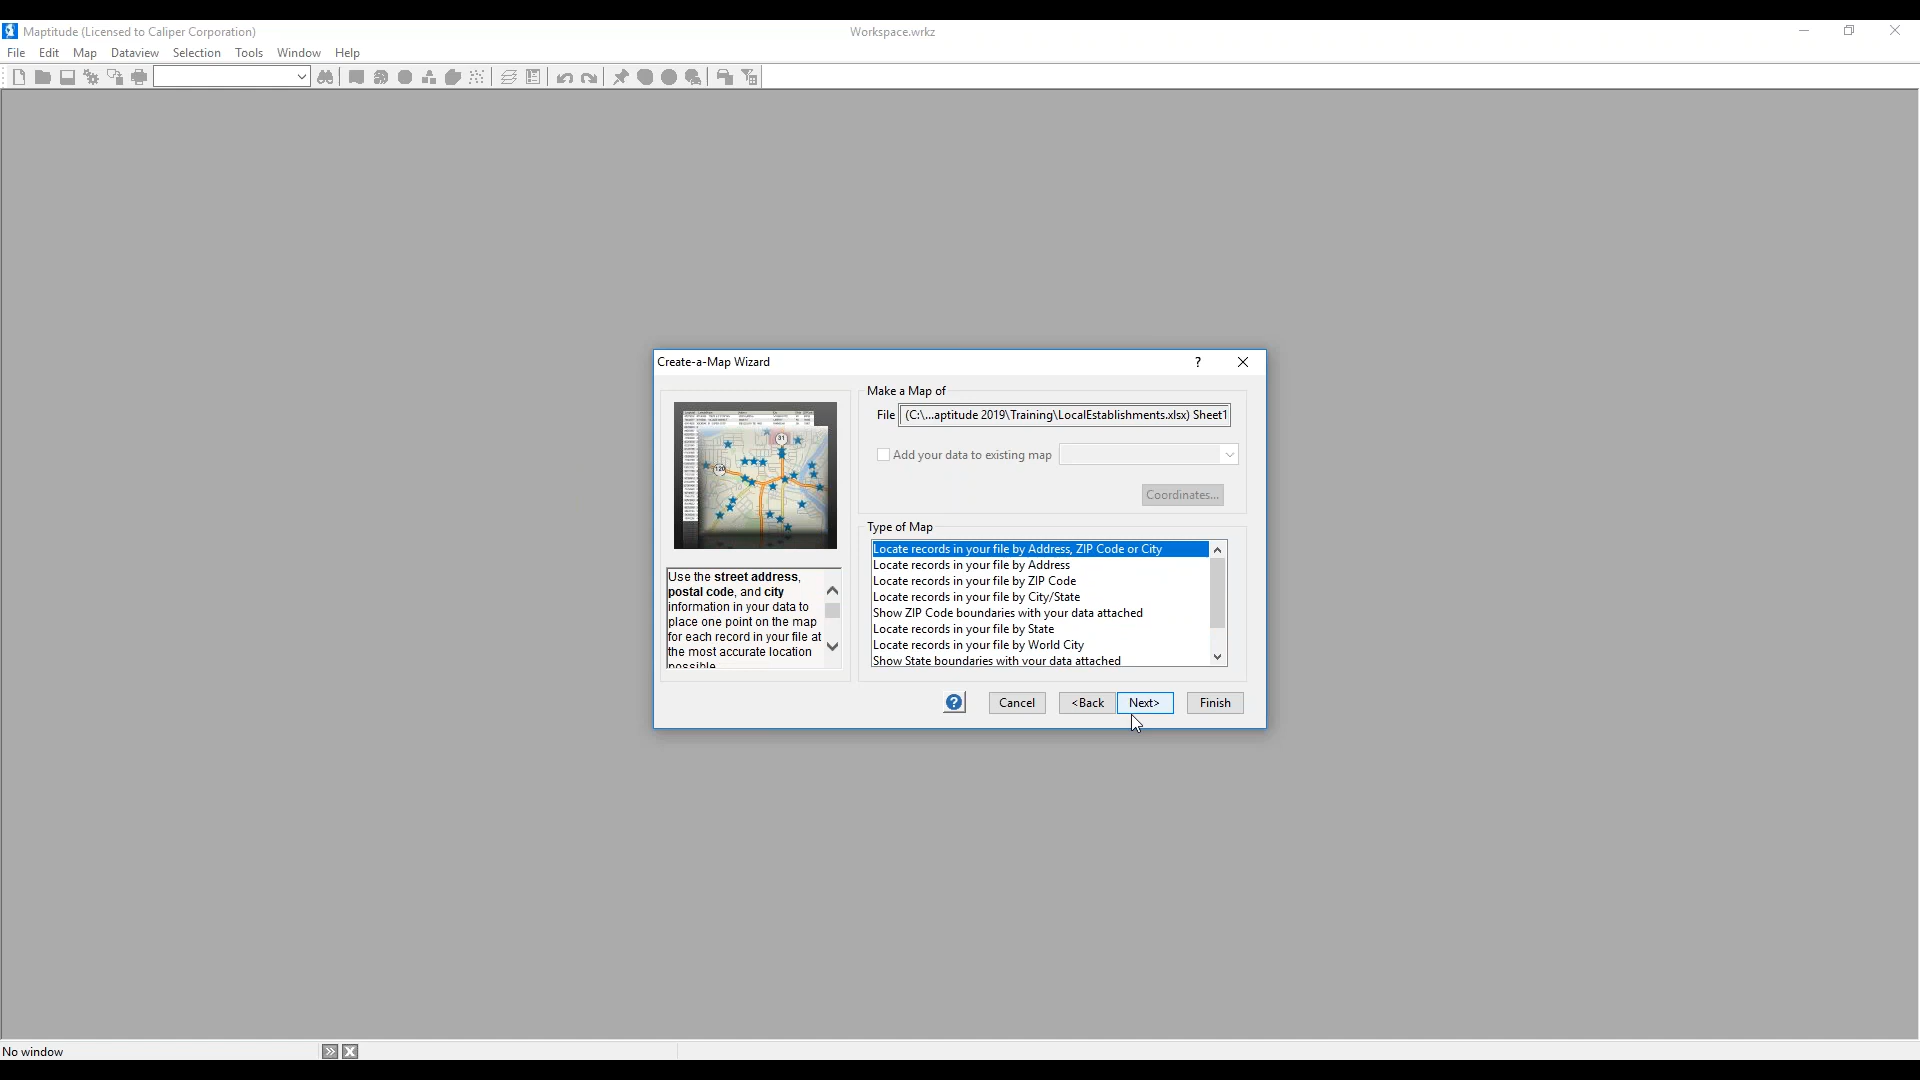 Maptitude (Licensed to Caliper Corporation)
Workspace.wrkz
File Edit Map Dataview Selection Tools Window Help
Create-a-Map Wizard
?
Make a Map of
File (C:\...aptitude 2019\Training\LocalEstablishments.xlsx) Sheet1
Add your data to existing map
Coordinates...
31
120
Type of Map
Locate records in your file by Address, ZIP Code or City
Locate records in your file by Address
Locate records in your file by ZIP Code
Locate records in your file by City/State
Show ZIP Code boundaries with your data attached
Locate records in your file by State
Locate records in your file by World City
Show State boundaries with your data attached
Use the street address,
postal code, and city
information in your data to
place one point on the map
for each record in your file at
the most accurate location
possible
? Cancel <Back Next> Finish
No window